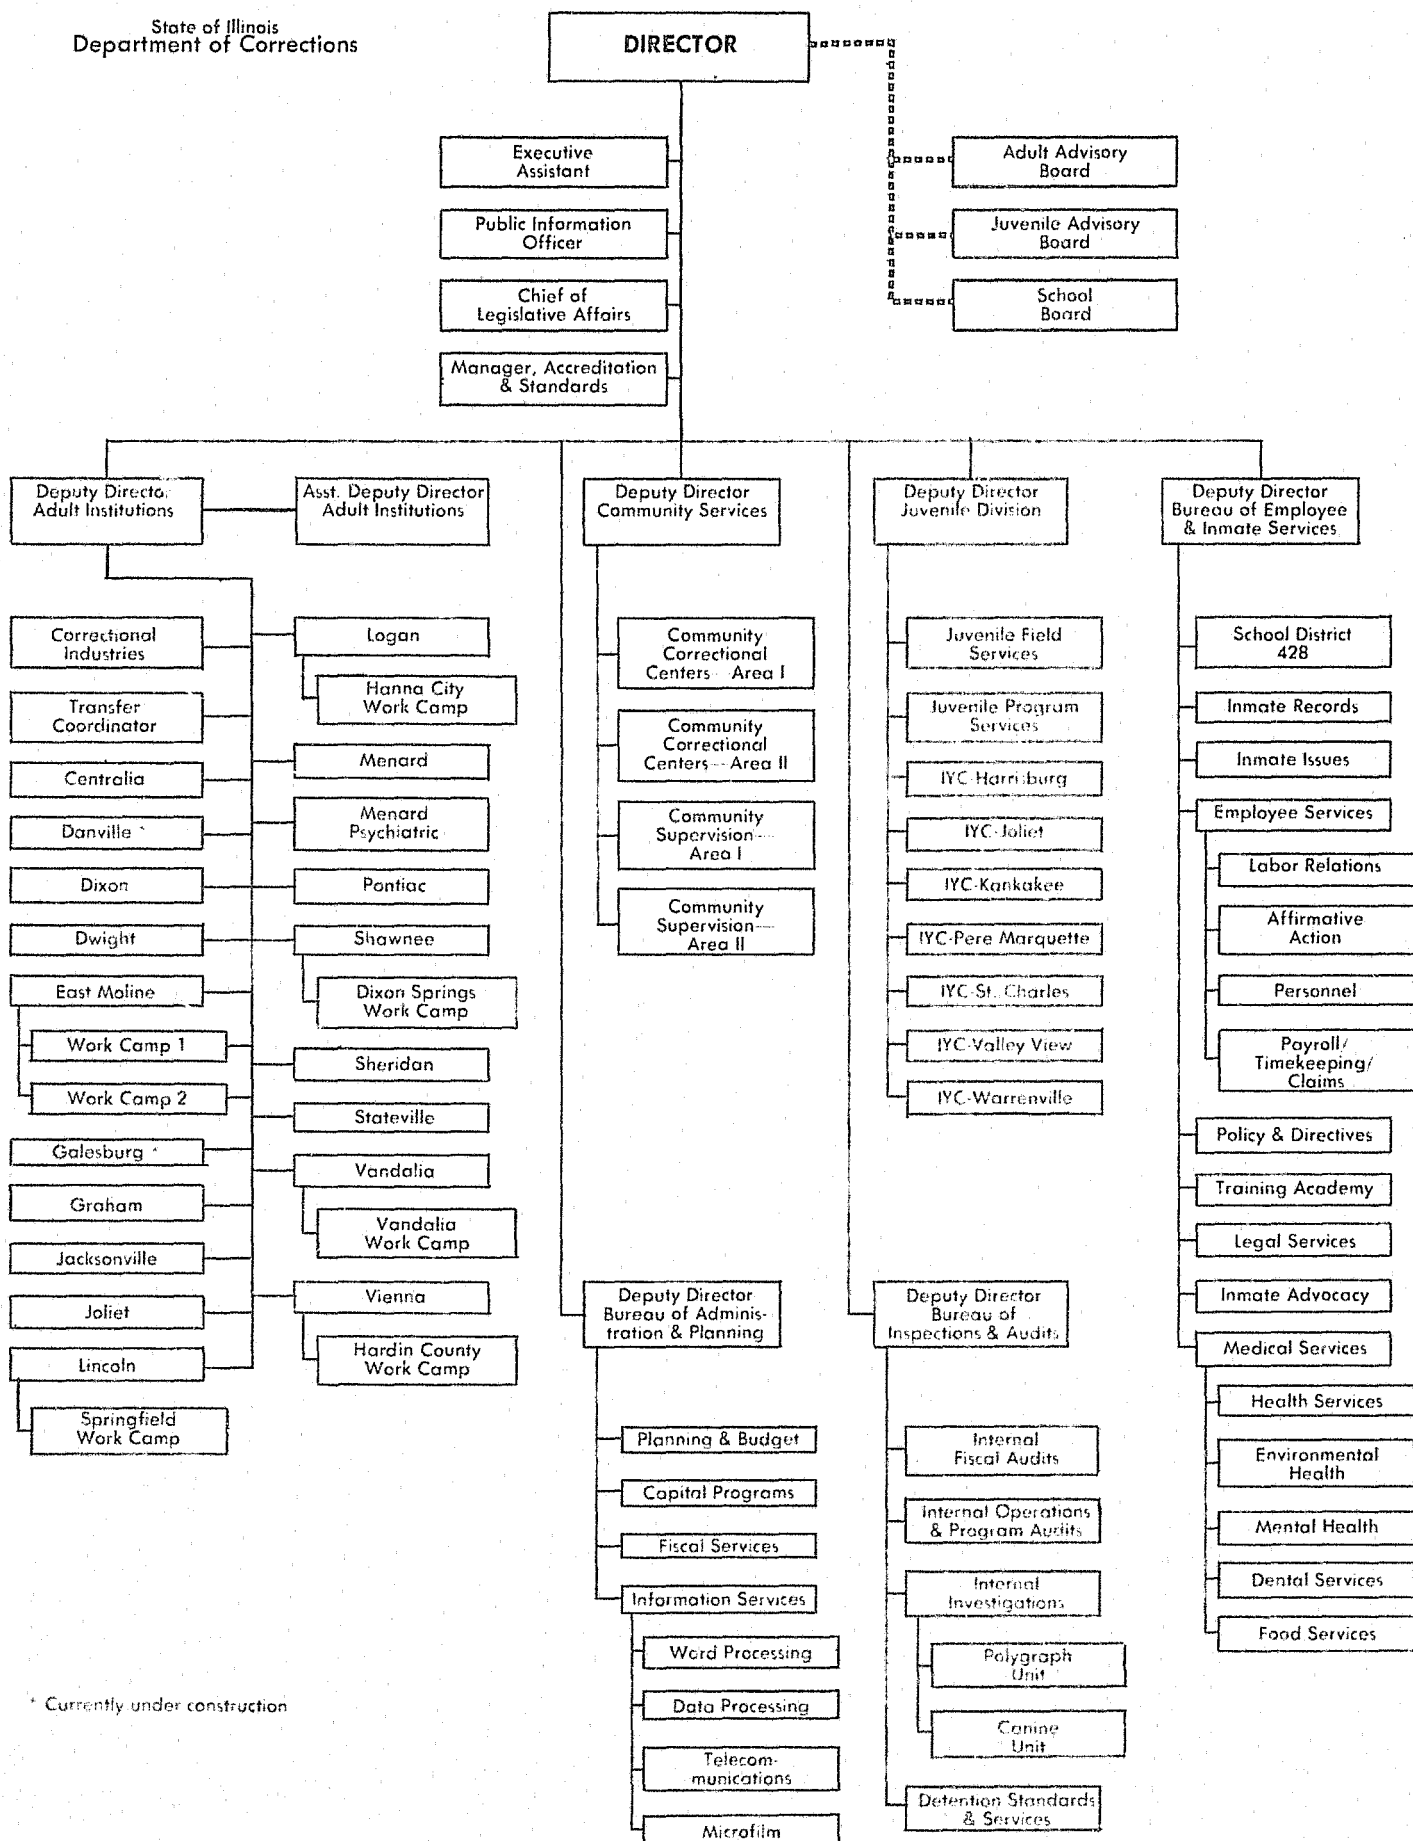 State of Illinois
Department of Corrections
DIRECTOR
Executive
Assistant
Public Information
Officer
Chief of
Legislative Affairs
Manager, Accreditation
& Standards
Adult Advisory
Board
Juvenile Advisory
Board
School
Board
Deputy Director
Adult Institutions
Asst. Deputy Director
Adult Institutions
Deputy Director
Community Services
Deputy Director
Juvenile Division
Deputy Director
Bureau of Employee
& Inmate Services
Correctional
Industries
Transfer
Coordinator
Centralia
Danville *
Dixon
Dwight
East Moline
Work Camp 1
Work Camp 2
Galesburg *
Graham
Jacksonville
Joliet
Lincoln
Springfield
Work Camp
Logan
Hanna City
Work Camp
Menard
Menard
Psychiatric
Pontiac
Shawnee
Dixon Springs
Work Camp
Sheridan
Stateville
Vandalia
Vandalia
Work Camp
Vienna
Hardin County
Work Camp
Community
Correctional
Centers—Area I
Community
Correctional
Centers—Area II
Community
Supervision—
Area I
Community
Supervision—
Area II
Juvenile Field
Services
Juvenile Program
Services
IYC-Harrisburg
IYC-Joliet
IYC-Kankakee
IYC-Pere Marquette
IYC-St. Charles
IYC-Valley View
IYC-Warrenville
School District
428
Inmate Records
Inmate Issues
Employee Services
Labor Relations
Affirmative
Action
Personnel
Payroll/
Timekeeping/
Claims
Policy & Directives
Training Academy
Legal Services
Inmate Advocacy
Medical Services
Health Services
Environmental
Health
Mental Health
Dental Services
Food Services
Deputy Director
Bureau of Adminis-
tration & Planning
Planning & Budget
Capital Programs
Fiscal Services
Information Services
Word Processing
Data Processing
Telecom-
munications
Microfilm
Deputy Director
Bureau of
Inspections & Audits
Internal
Fiscal Audits
Internal Operations
& Program Audits
Internal
Investigations
Polygraph
Unit
Canine
Unit
Detention Standards
& Services
* Currently under construction